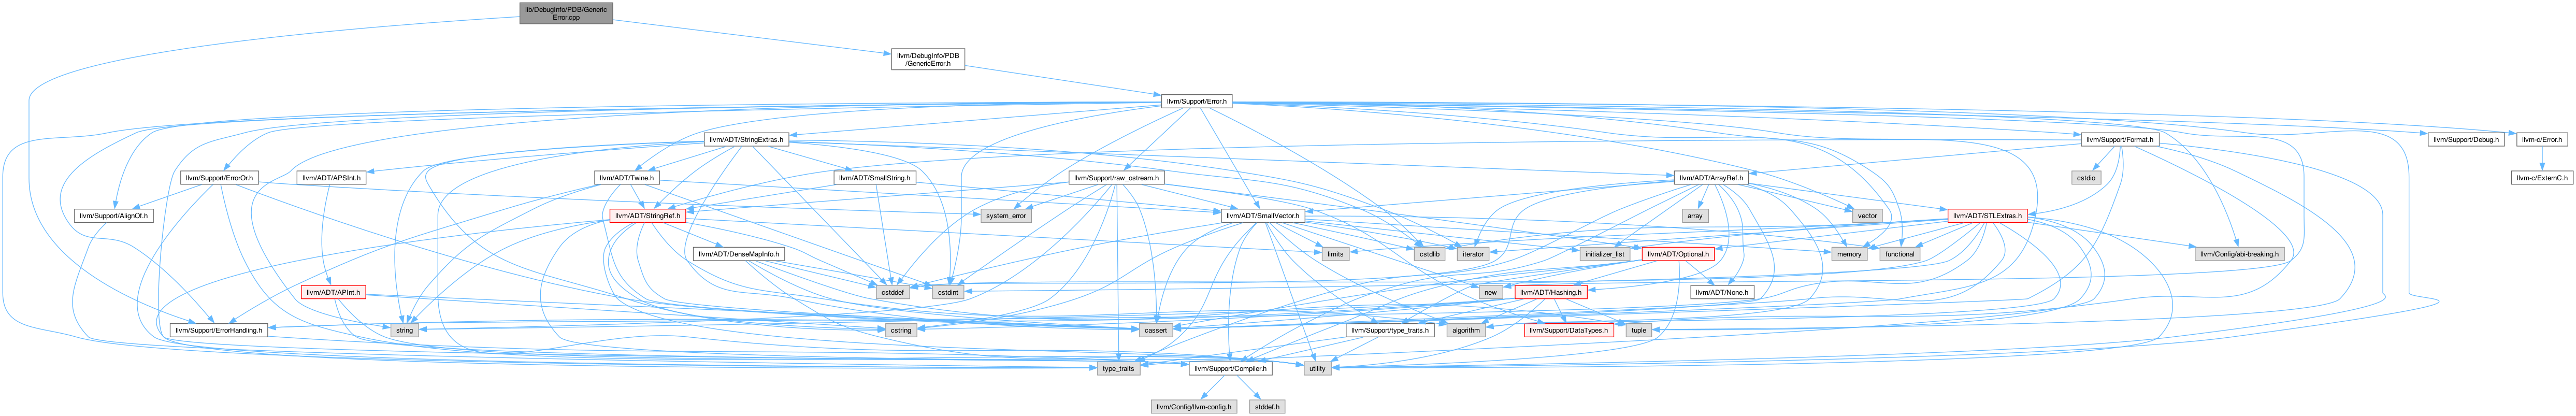 lib/DebugInfo/PDB/Generic
Error.cpp
llvm/DebugInfo/PDB
/GenericError.h
llvm/Support/Error.h
llvm/ADT/StringExtras.h
llvm/Support/Format.h
llvm/Support/Debug.h
llvm-c/Error.h
llvm/Support/ErrorOr.h
llvm/ADT/APSInt.h
llvm/ADT/Twine.h
llvm/ADT/SmallString.h
llvm/Support/raw_ostream.h
llvm/ADT/ArrayRef.h
cstdio
llvm-c/ExternC.h
llvm/Support/AlignOf.h
llvm/ADT/StringRef.h
system_error
llvm/ADT/SmallVector.h
array
vector
llvm/ADT/STLExtras.h
llvm/ADT/DenseMapInfo.h
limits
cstdlib
iterator
initializer_list
llvm/ADT/Optional.h
memory
functional
llvm/Config/abi-breaking.h
llvm/ADT/APInt.h
cstddef
cstdint
new
llvm/ADT/Hashing.h
llvm/ADT/None.h
llvm/Support/ErrorHandling.h
string
cstring
cassert
llvm/Support/type_traits.h
algorithm
llvm/Support/DataTypes.h
tuple
type_traits
llvm/Support/Compiler.h
utility
llvm/Config/llvm-config.h
stddef.h